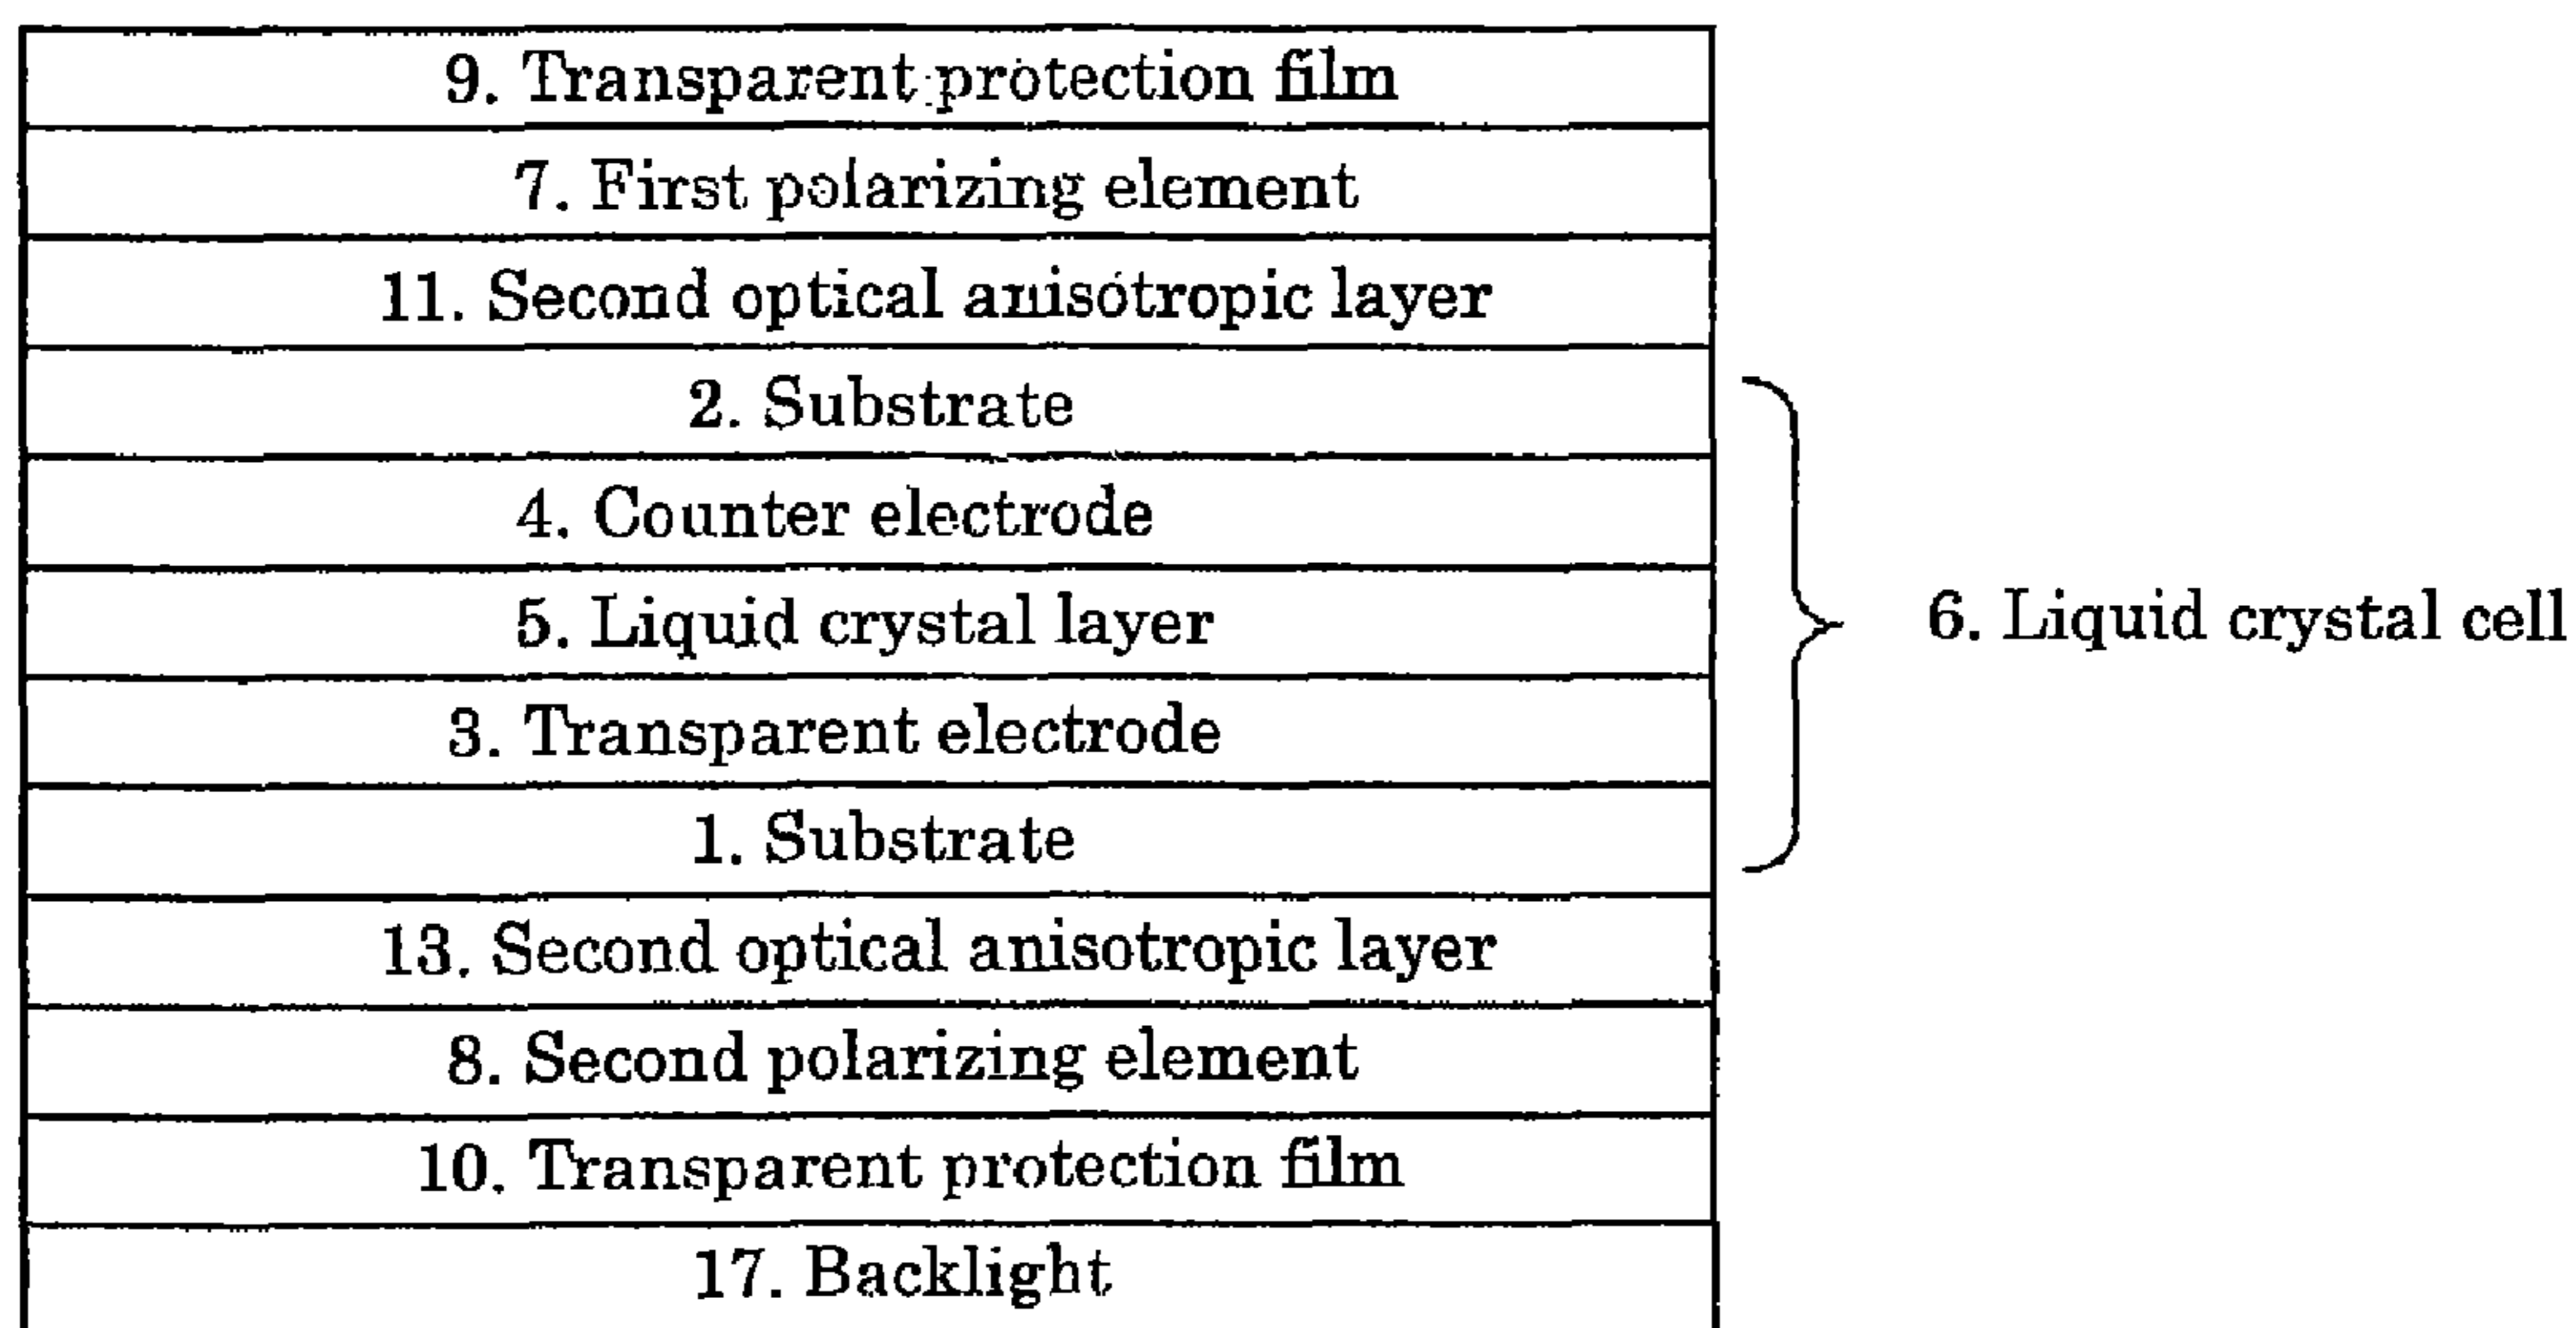 9. Transparent protection film
7. First polarizing element
11. Second optical anisotropic layer
2. Substrate
4. Counter electrode
5. Liquid crystal layer
6. Liquid crystal cell
3. Transparent electrode
1. Substrate
13. Second optical anisotropic layer
8. Second polarizing element
10. Transparent protection film
17. Backlight